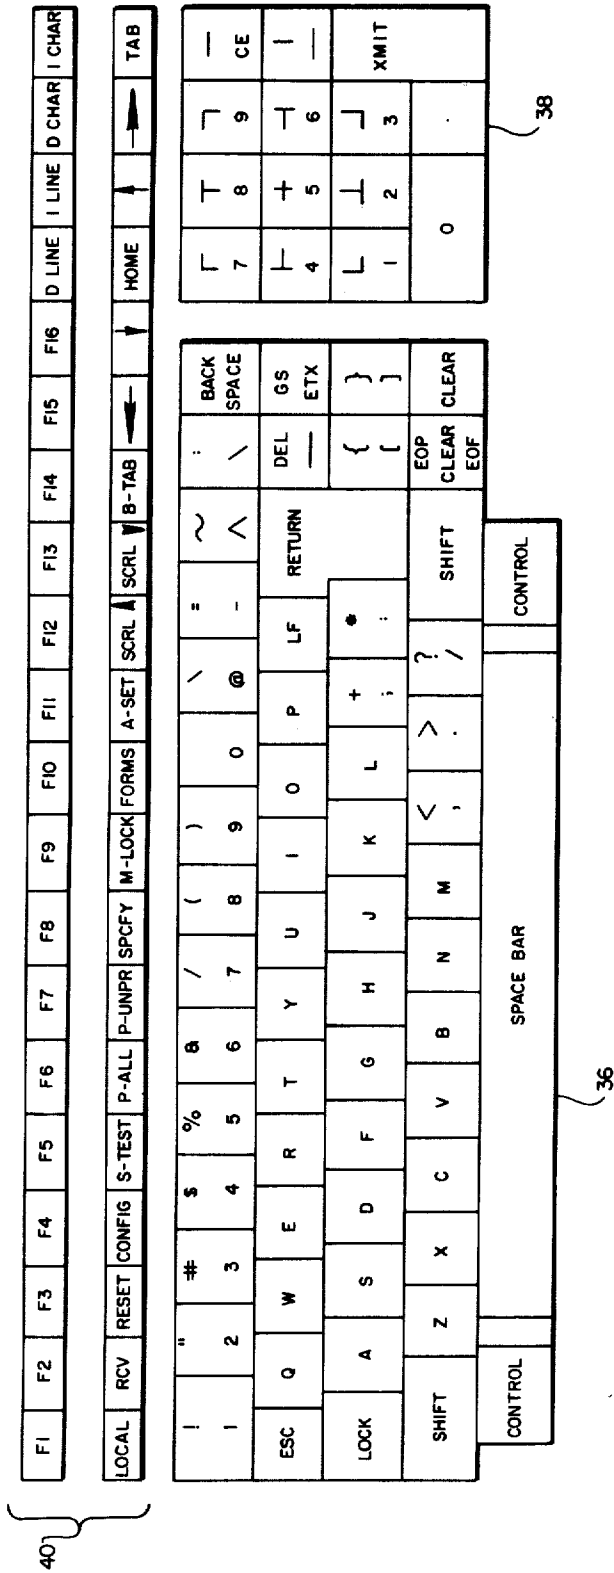 F1 F2 F3 F4 F5 F6 F7 F8 F9 F10 F11 F12 F13 F14 F15 F16 D LINE I LINE D CHAR I CHAR
LOCAL RCV RESET CONFIG S-TEST P-ALL P-UNPR SPCFY M-LOCK FORMS A-SET SCRL SCRL B-TAB HOME TAB
40
! " # $ % & / ( ) \ = ~ ¨ BACK
1 2 3 4 5 6 7 8 9 0 @ - ^ \ SPACE
ESC Q W E R T Y U I O P LF RETURN DEL — GS
ETX
LOCK A S D F G H J K L + * { }
; : [ ]
SHIFT Z X C V B N M < > ? SHIFT EOP CLEAR
, . / CLEAR
EOF
CONTROL SPACE BAR CONTROL
36
┌ ┬ ┐ —
7 8 9 CE
├ + ┤ |
4 5 6 —
└ ┴ ┘ XMIT
1 2 3
0 .
38